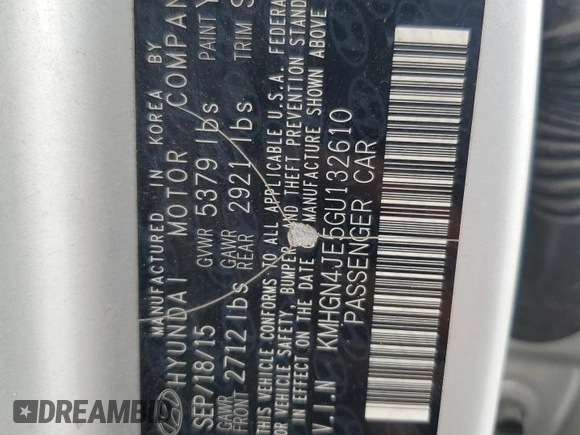 MANUFACTURED IN KOREA BY
HYUNDAI MOTOR COMPAN
SEP/18/15 GVWR 5379 lbs PAINT Y
GAWR FRONT 2712 lbs GAWR REAR 2921 lbs TRIM S
THIS VEHICLE CONFORMS TO ALL APPLICABLE U.S.A. FEDERA
VEHICLE SAFETY, BUMPER AND THEFT PREVENTION STAND
EFFECT ON THE DATE OF MANUFACTURE SHOWN ABOVE
V.I.N KMHGN4JE5GU132610
PASSENGER CAR
DREAMBID